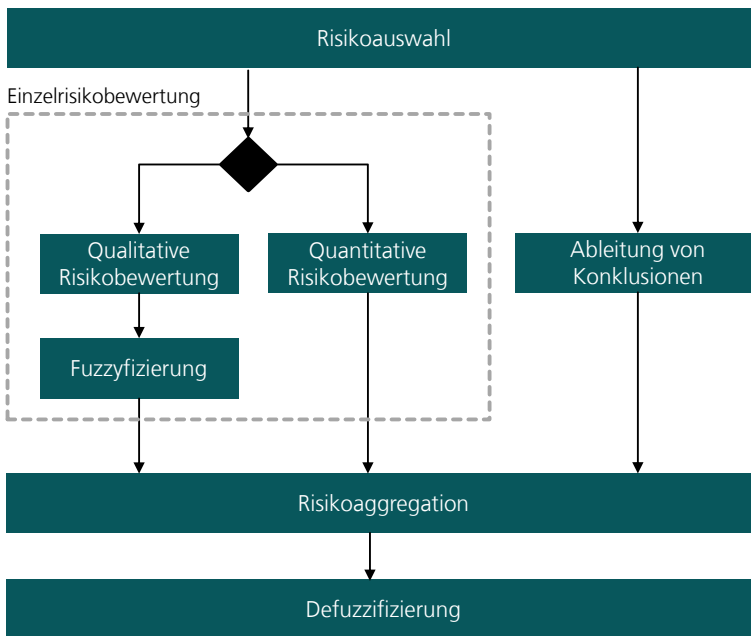 Risikoauswahl
Einzelrisikobewertung
Qualitative
Risikobewertung
Quantitative
Risikobewertung
Ableitung von
Konklusionen
Fuzzyfizierung
Risikoaggregation
Defuzzifizierung